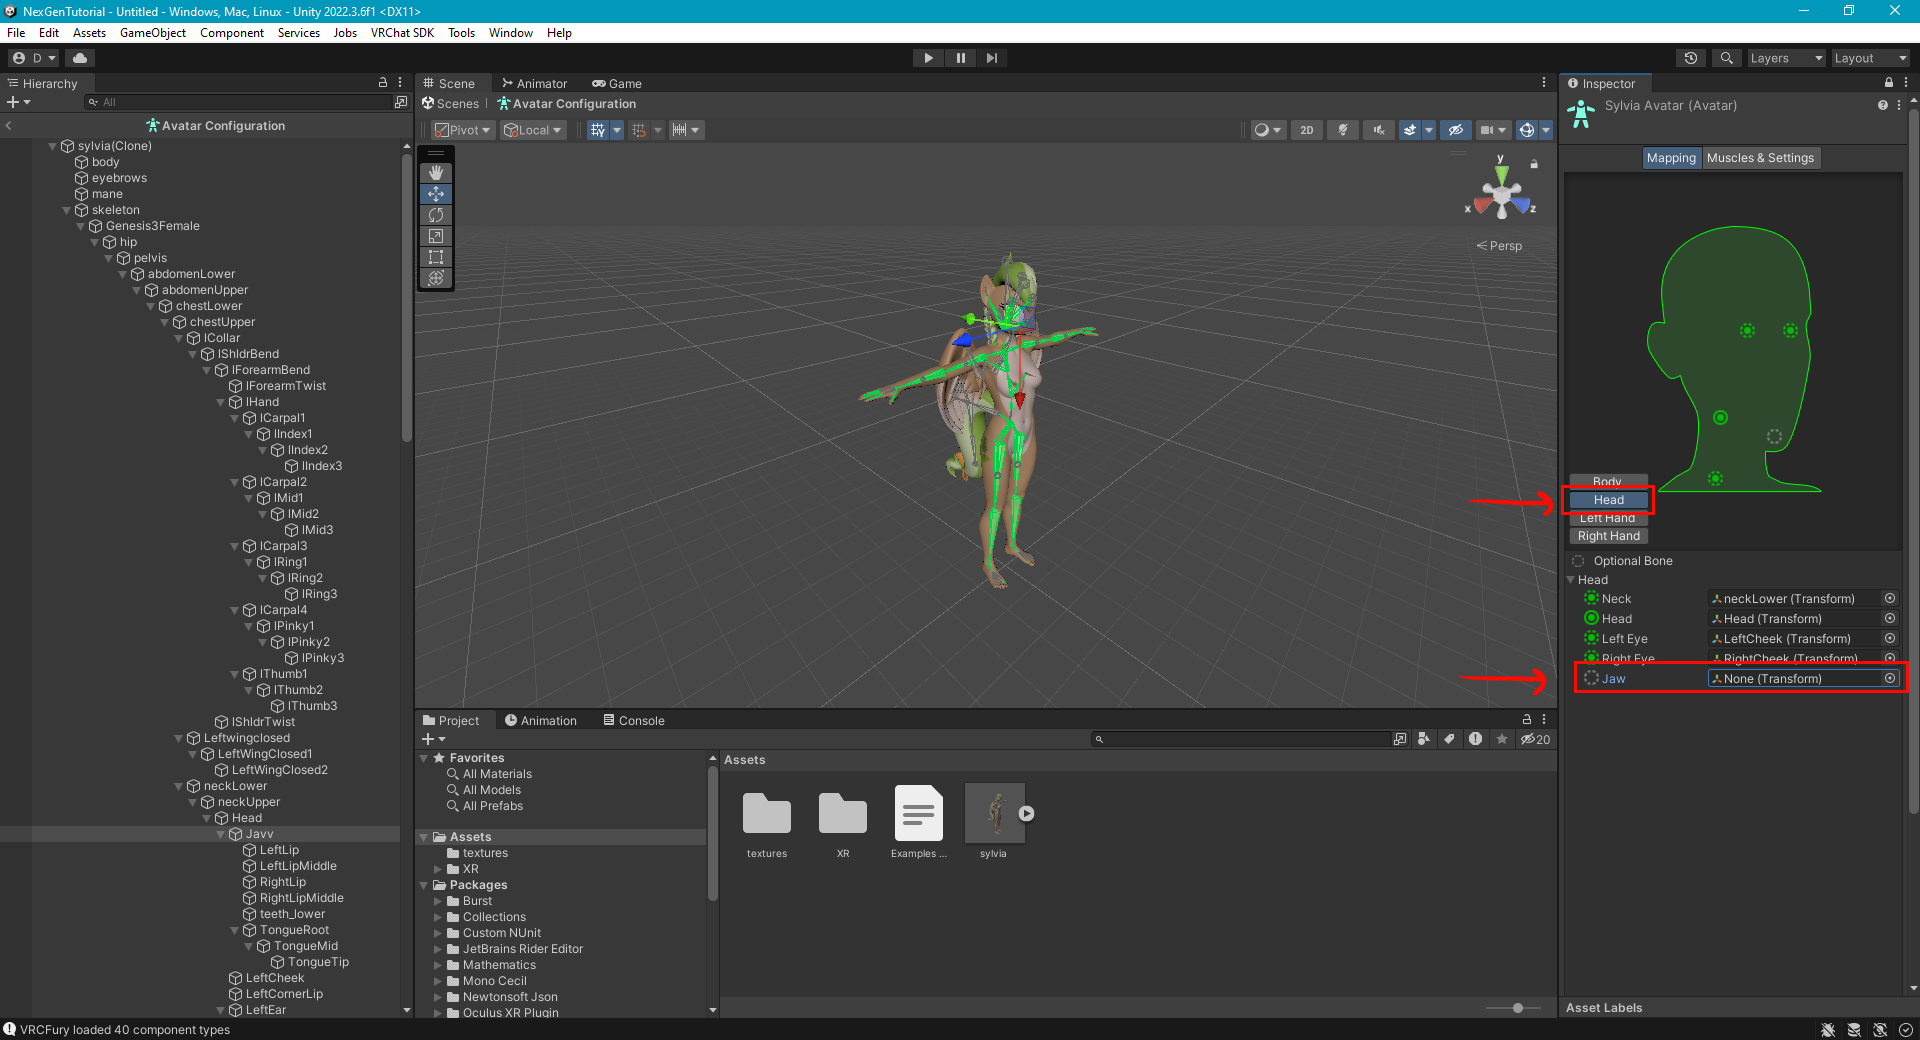 NexGenTutorial - Untitled - Windows, Mac, Linux - Unity 2022.3.6f1 <DX11>
File Edit Assets GameObject Component Services Jobs VRChat SDK Tools Window Help
D Layers Layout
Hierarchy
All
Avatar Configuration
sylvia(Clone)
body
eyebrows
mane
skeleton
Genesis3Female
hip
pelvis
abdomenLower
abdomenUpper
chestLower
chestUpper
lCollar
lShldrBend
lForearmBend
lForearmTwist
lHand
lCarpal1
lIndex1
lIndex2
lIndex3
lCarpal2
lMid1
lMid2
lMid3
lCarpal3
lRing1
lRing2
lRing3
lCarpal4
lPinky1
lPinky2
lPinky3
lThumb1
lThumb2
lThumb3
lShldrTwist
Leftwingclosed
LeftWingClosed1
LeftWingClosed2
neckLower
neckUpper
Head
Javv
LeftLip
LeftLipMiddle
RightLip
RightLipMiddle
teeth_lower
TongueRoot
TongueMid
TongueTip
LeftCheek
LeftCornerLip
LeftEar
Scene Animator Game
Scenes | Avatar Configuration
Pivot Local 2D
y
x z
< Persp
Project Animation Console
20
Favorites
All Materials
All Models
All Prefabs
Assets
textures
XR
Packages
Burst
Collections
Custom NUnit
JetBrains Rider Editor
Mathematics
Mono Cecil
Newtonsoft Json
Oculus XR Plugin
Assets
textures XR Examples ... sylvia
Inspector
Sylvia Avatar (Avatar)
Mapping Muscles & Settings
Body
Head
Left Hand
Right Hand
Optional Bone
Head
Neck neckLower (Transform)
Head Head (Transform)
Left Eye LeftCheek (Transform)
Right Eye RightCheek (Transform)
Jaw None (Transform)
Asset Labels
VRCFury loaded 40 component types